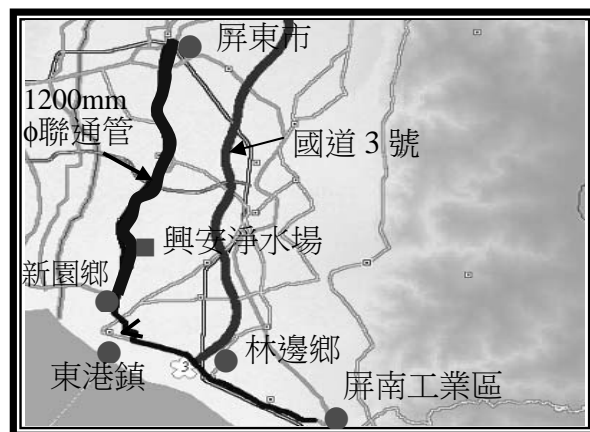 屏東市
1200mm
φ聯通管
國道 3 號
興安淨水場
新園鄉
林邊鄉
東港鎮
3
屏南工業區